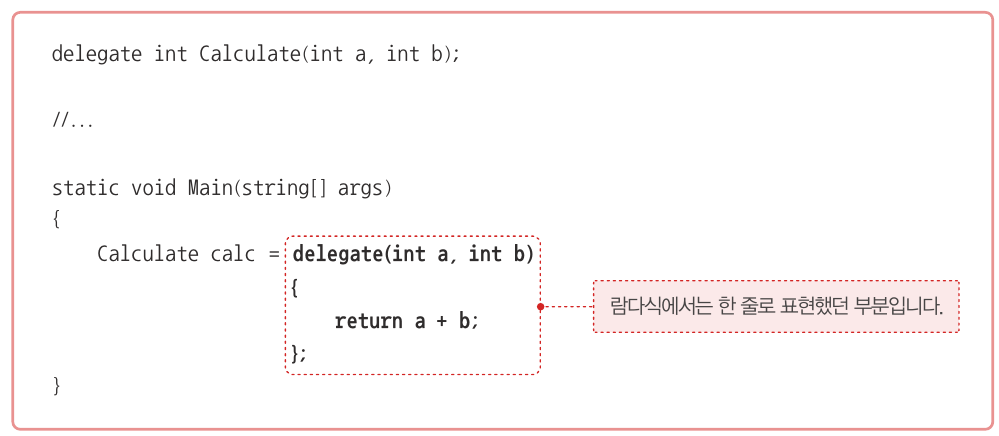 delegate int Calculate(int a, int b);
//...
static void Main(string[] args)
{
Calculate calc = delegate(int a, int b)
{
return a + b;
};
람다식에서는 한 줄로 표현했던 부분입니다.
}